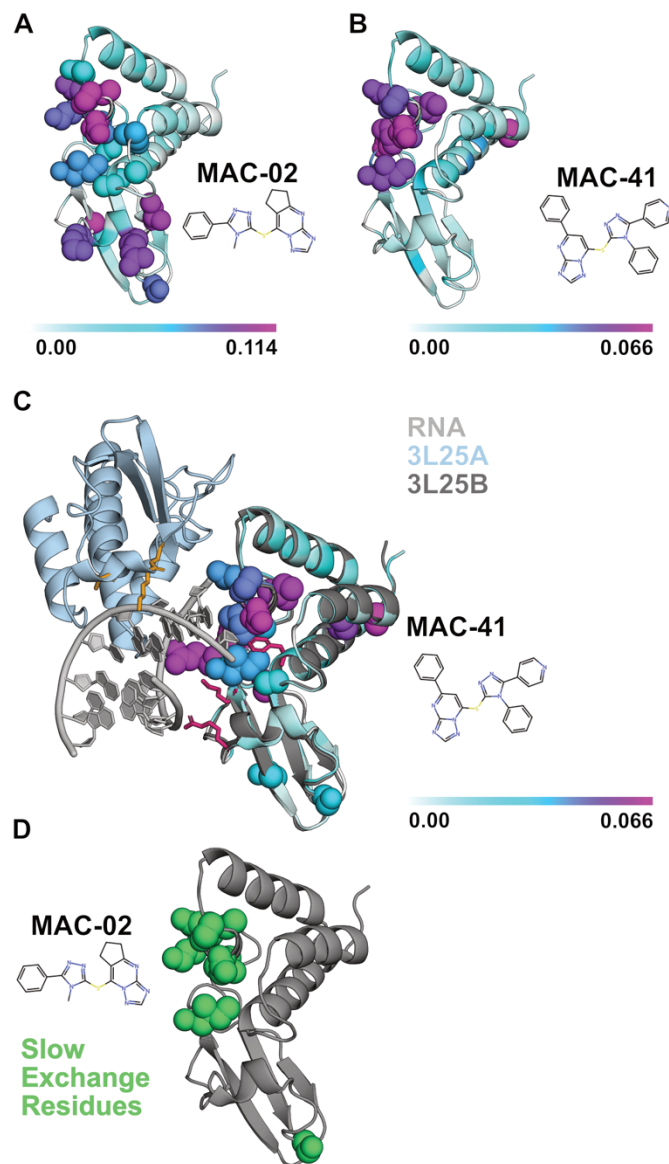 A
B
MAC-02
MAC-41
0.00 0.114
0.00 0.066
C
RNA
3L25A
3L25B
MAC-41
0.00 0.066
D
MAC-02
Slow
Exchange
Residues